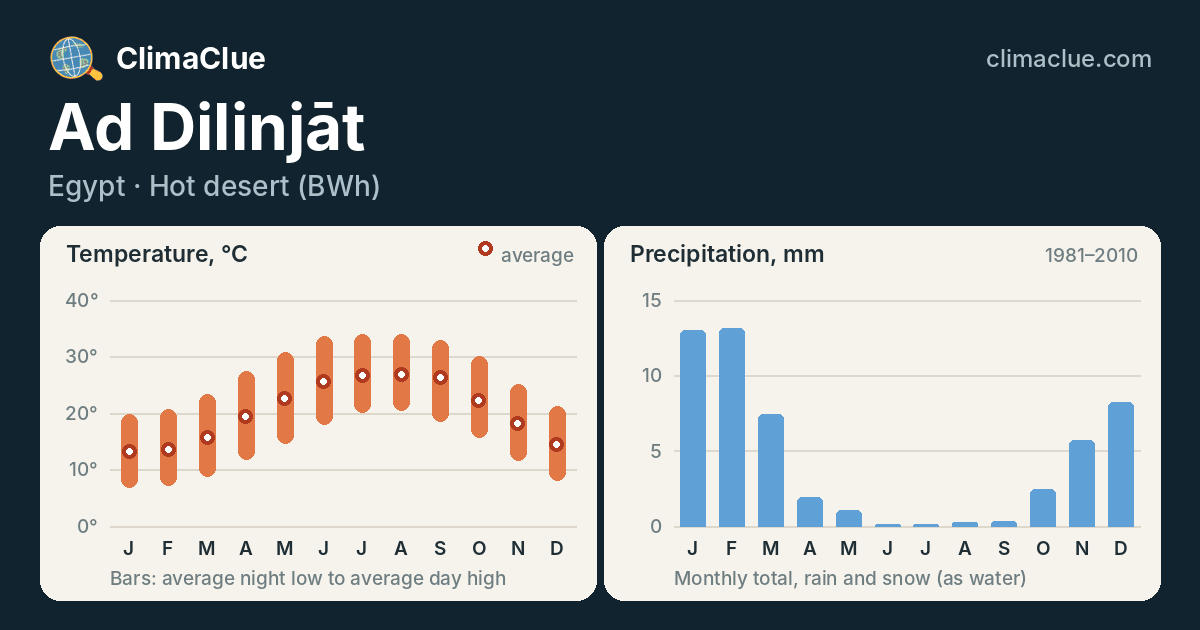 ClimaClue
climaclue.com
Ad Dilinjāt
Egypt · Hot desert (BWh)
Temperature, °C
average
40°
30°
20°
10°
0°
J F M A M J J A S O N D
Bars: average night low to average day high
Precipitation, mm
1981–2010
15
10
5
0
J F M A M J J A S O N D
Monthly total, rain and snow (as water)